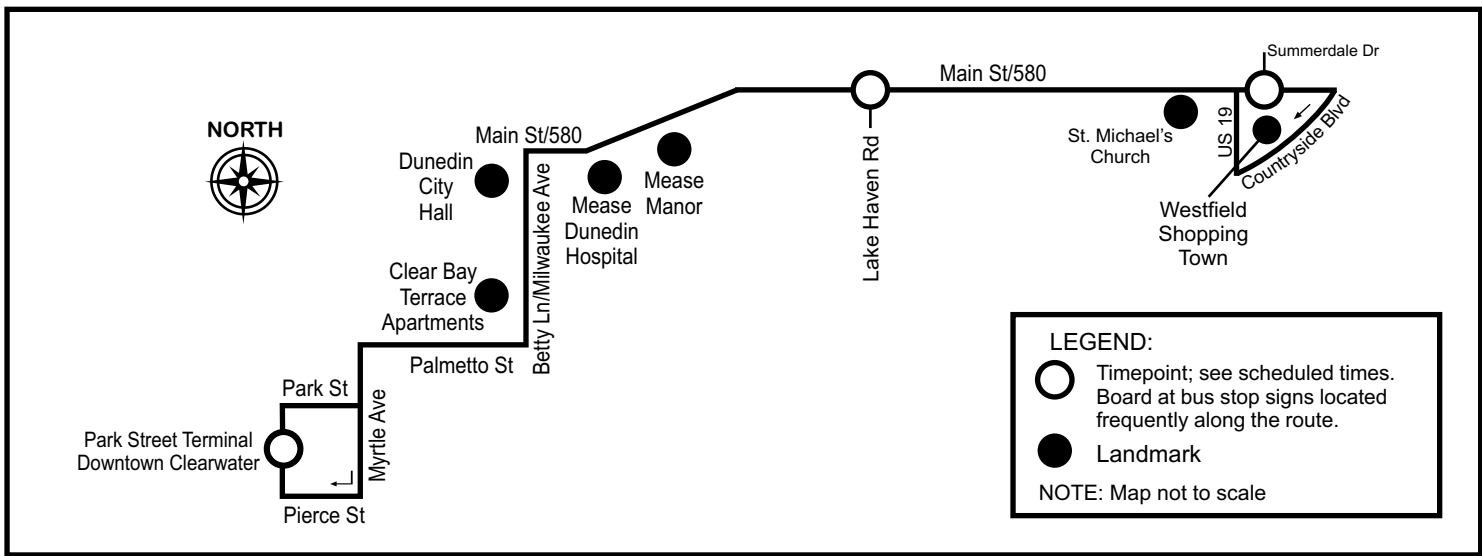 Summerdale Dr
Main St/580
NORTH
Main St/580
Dunedin
City
Hall
Mease
Manor
Mease
Dunedin
Hospital
Betty Ln/Milwaukee Ave
Lake Haven Rd
St. Michael's
Church
US 19
Countryside Blvd
Westfield
Shopping
Town
Clear Bay
Terrace
Apartments
Palmetto St
Park St
Myrtle Ave
Park Street Terminal
Downtown Clearwater
Pierce St
LEGEND:
Timepoint; see scheduled times.
Board at bus stop signs located
frequently along the route.
Landmark
NOTE: Map not to scale